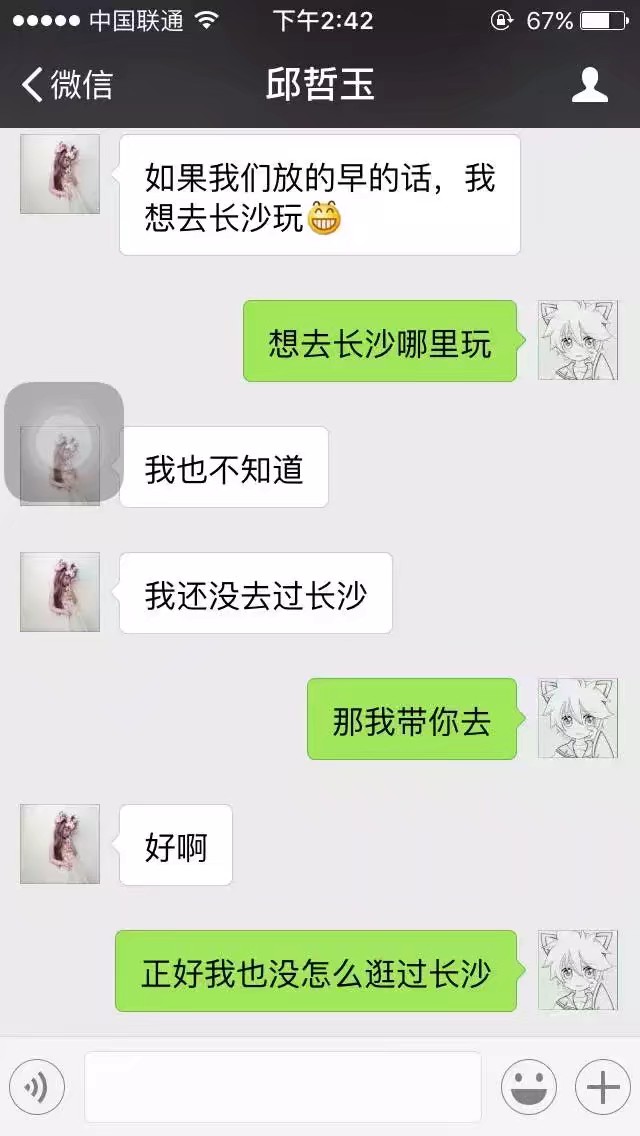 中国联通 下午2:42 67%
微信 邱哲玉
如果我们放的早的话，我
想去长沙玩😁
想去长沙哪里玩
我也不知道
我还没去过长沙
那我带你去
好啊
正好我也没怎么逛过长沙